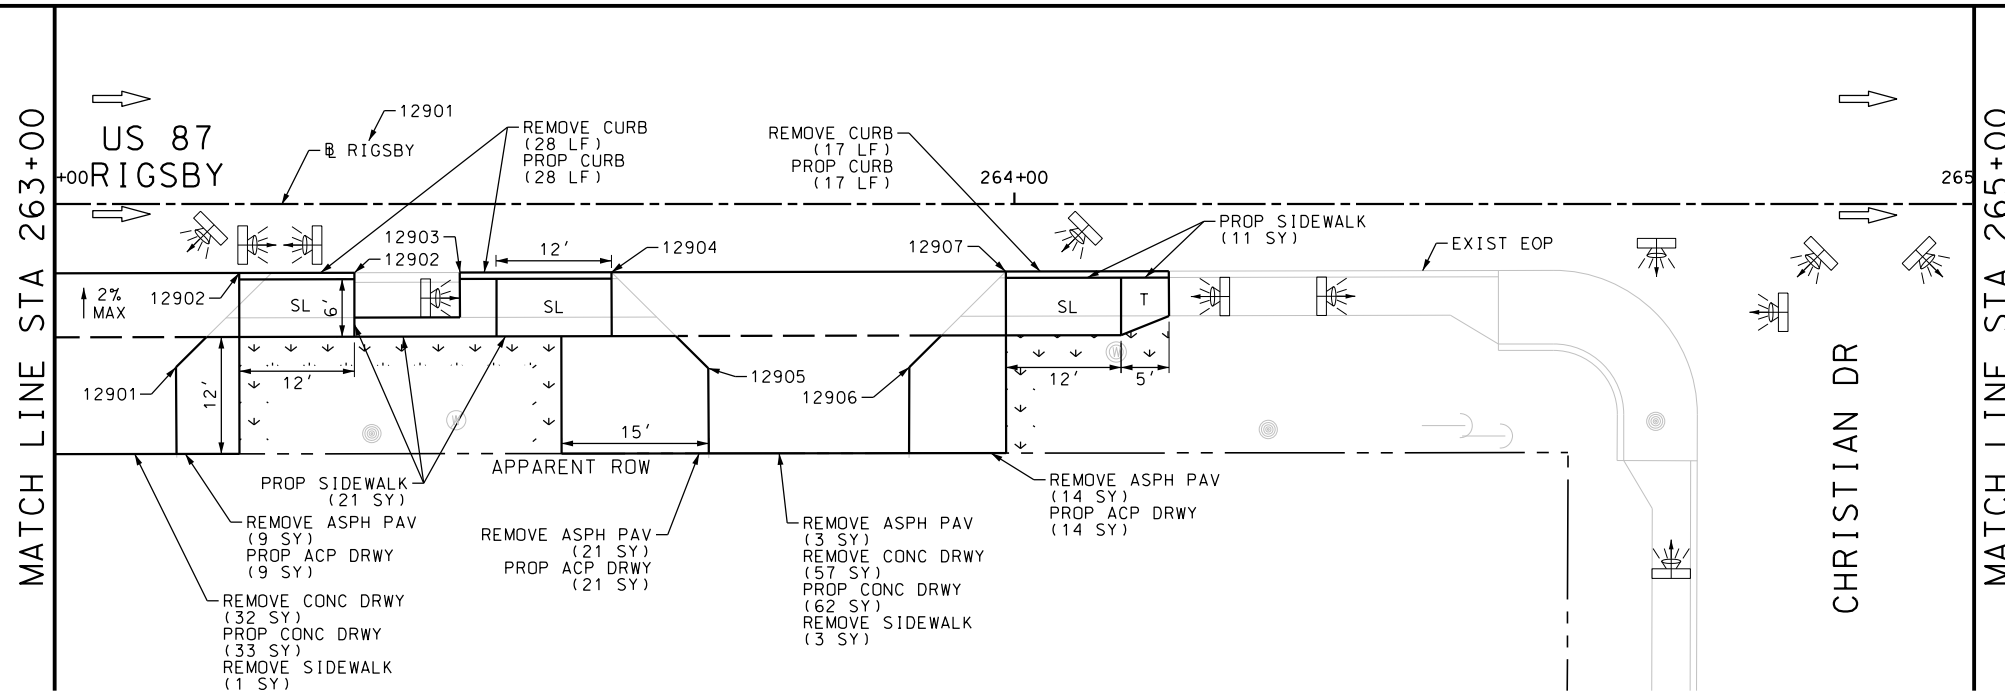 MATCH LINE STA 263+00
US 87
RIGSBY
+00
12901
℄ RIGSBY
REMOVE CURB
(28 LF)
PROP CURB
(28 LF)
REMOVE CURB
(17 LF)
PROP CURB
(17 LF)
264+00
265
12903
12902
12'
12904
12907
PROP SIDEWALK
(11 SY)
EXIST EOP
2%
MAX
12902
SL
6'
SL
SL
T
12901
12'
12'
12905
12906
12'
5'
15'
APPARENT ROW
W
W
PROP SIDEWALK
(21 SY)
REMOVE ASPH PAV
(9 SY)
PROP ACP DRWY
(9 SY)
REMOVE CONC DRWY
(32 SY)
PROP CONC DRWY
(33 SY)
REMOVE SIDEWALK
(1 SY)
REMOVE ASPH PAV
(21 SY)
PROP ACP DRWY
(21 SY)
REMOVE ASPH PAV
(3 SY)
REMOVE CONC DRWY
(57 SY)
PROP CONC DRWY
(62 SY)
REMOVE SIDEWALK
(3 SY)
REMOVE ASPH PAV
(14 SY)
PROP ACP DRWY
(14 SY)
CHRISTIAN DR
MATCH LINE STA 265+00